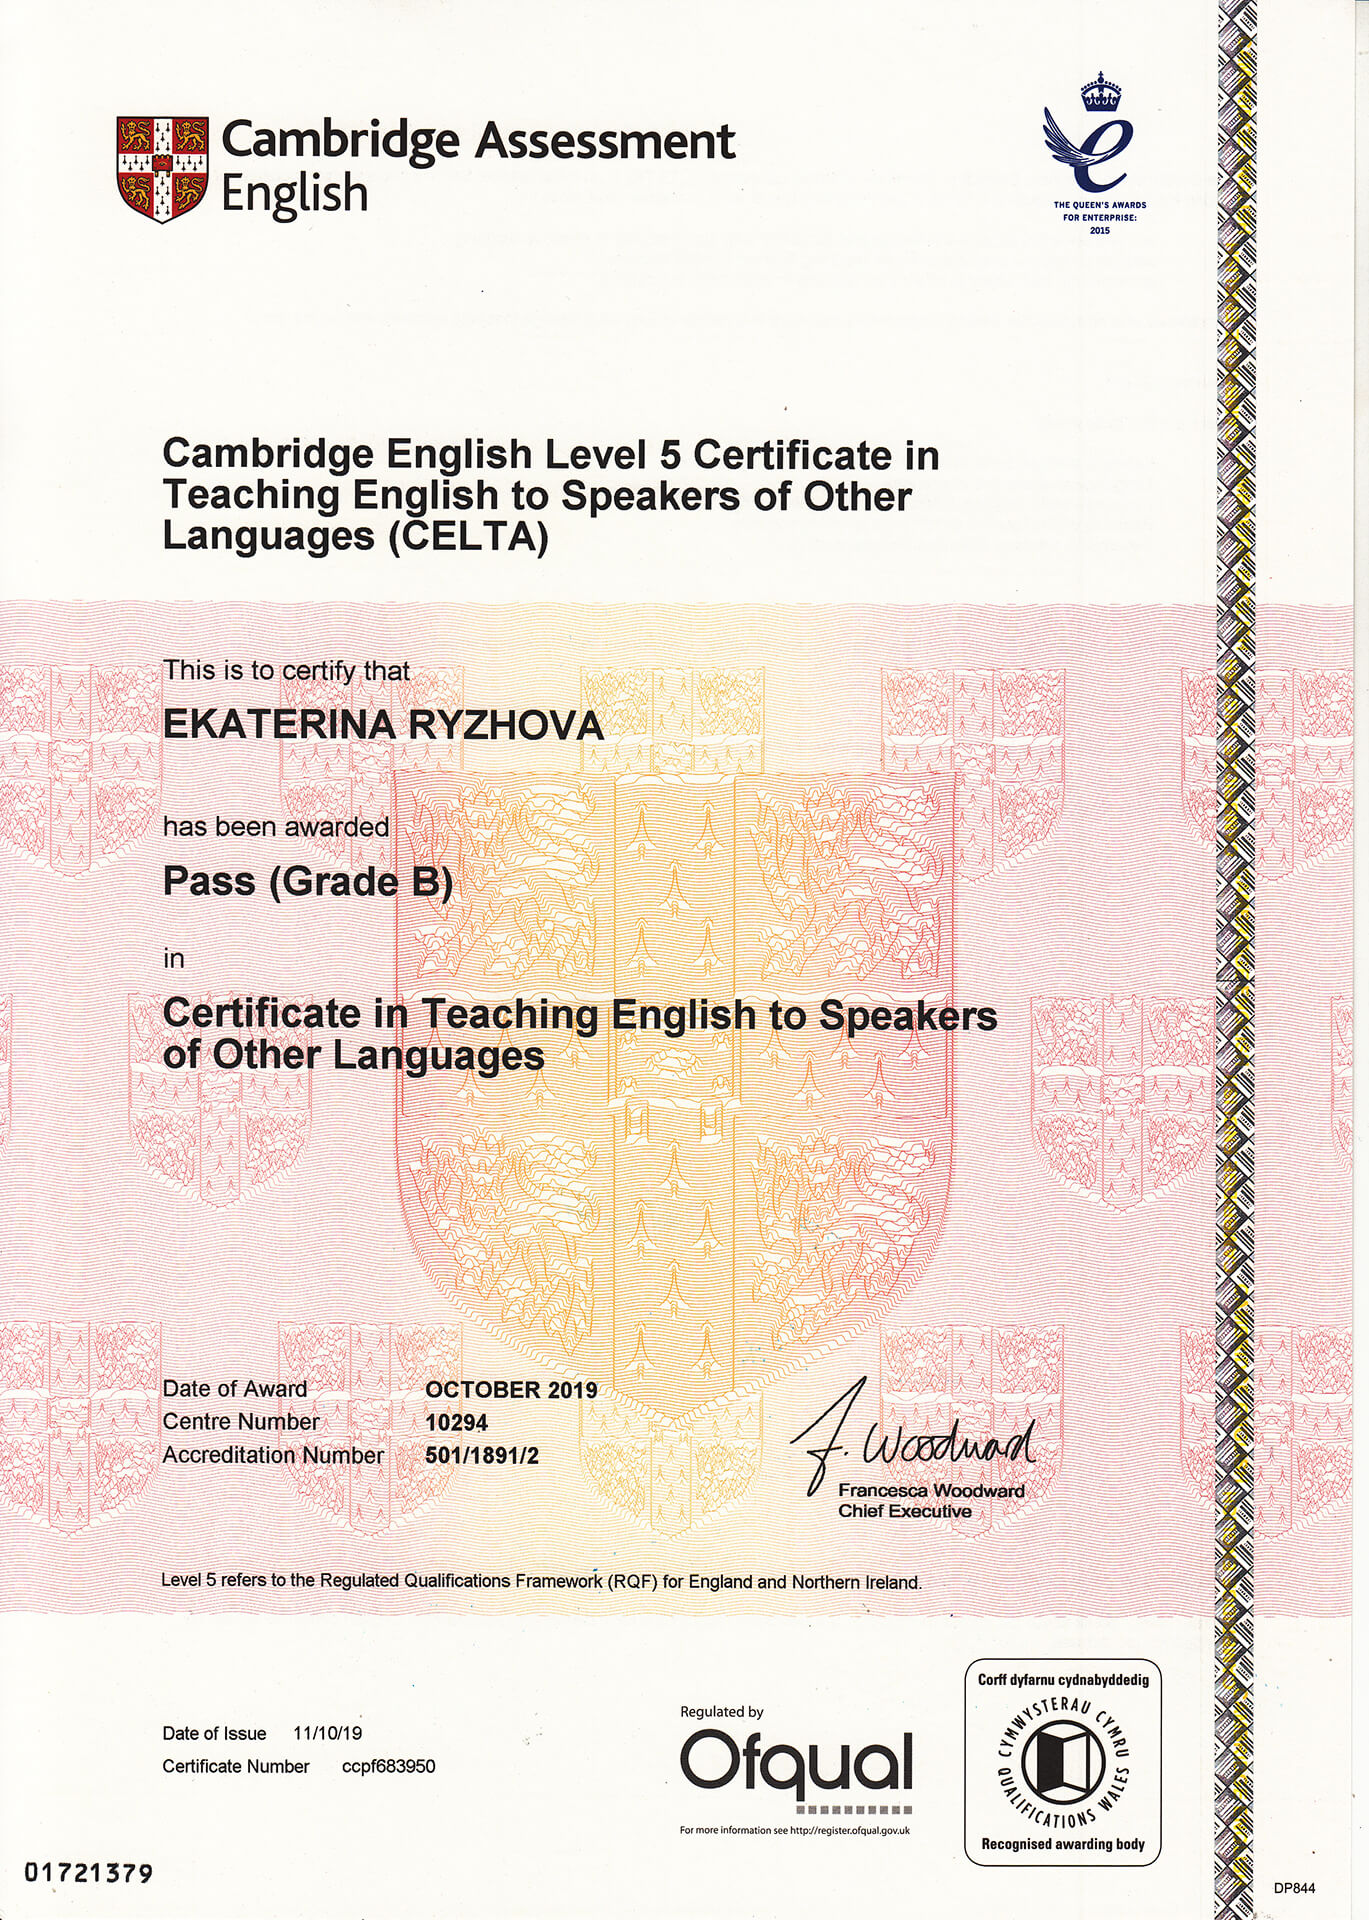 Cambridge Assessment
English
THE QUEEN'S AWARDS
FOR ENTERPRISE:
2015
Cambridge English Level 5 Certificate in
Teaching English to Speakers of Other
Languages (CELTA)
This is to certify that
EKATERINA RYZHOVA
has been awarded
Pass (Grade B)
in
Certificate in Teaching English to Speakers
of Other Languages
Date of Award OCTOBER 2019
Centre Number 10294
Accreditation Number 501/1891/2
F. Woodward
Francesca Woodward
Chief Executive
Level 5 refers to the Regulated Qualifications Framework (RQF) for England and Northern Ireland.
Date of Issue 11/10/19
Certificate Number ccpf683950
Regulated by
Ofqual
For more information see http://register.ofqual.gov.uk
Corff dyfarnu cydnabyddedig
CYMWYSTERAU CYMRU
QUALIFICATIONS WALES
Recognised awarding body
01721379
DP844